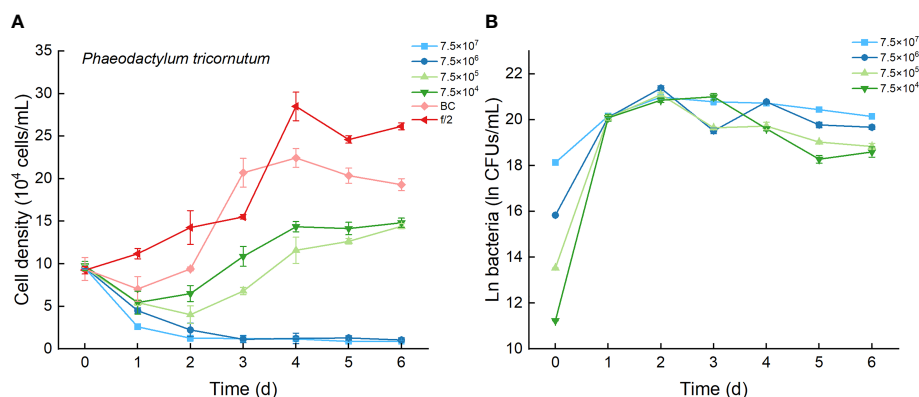 A
Phaeodactylum tricornutum
Cell density (10⁴ cells/mL)
35
30
25
20
15
10
5
0
0 1 2 3 4 5 6
Time (d)
7.5×10⁷
7.5×10⁶
7.5×10⁵
7.5×10⁴
BC
f/2
B
Ln bacteria (ln CFUs/mL)
22
20
18
16
14
12
10
0 1 2 3 4 5 6
Time (d)
7.5×10⁷
7.5×10⁶
7.5×10⁵
7.5×10⁴